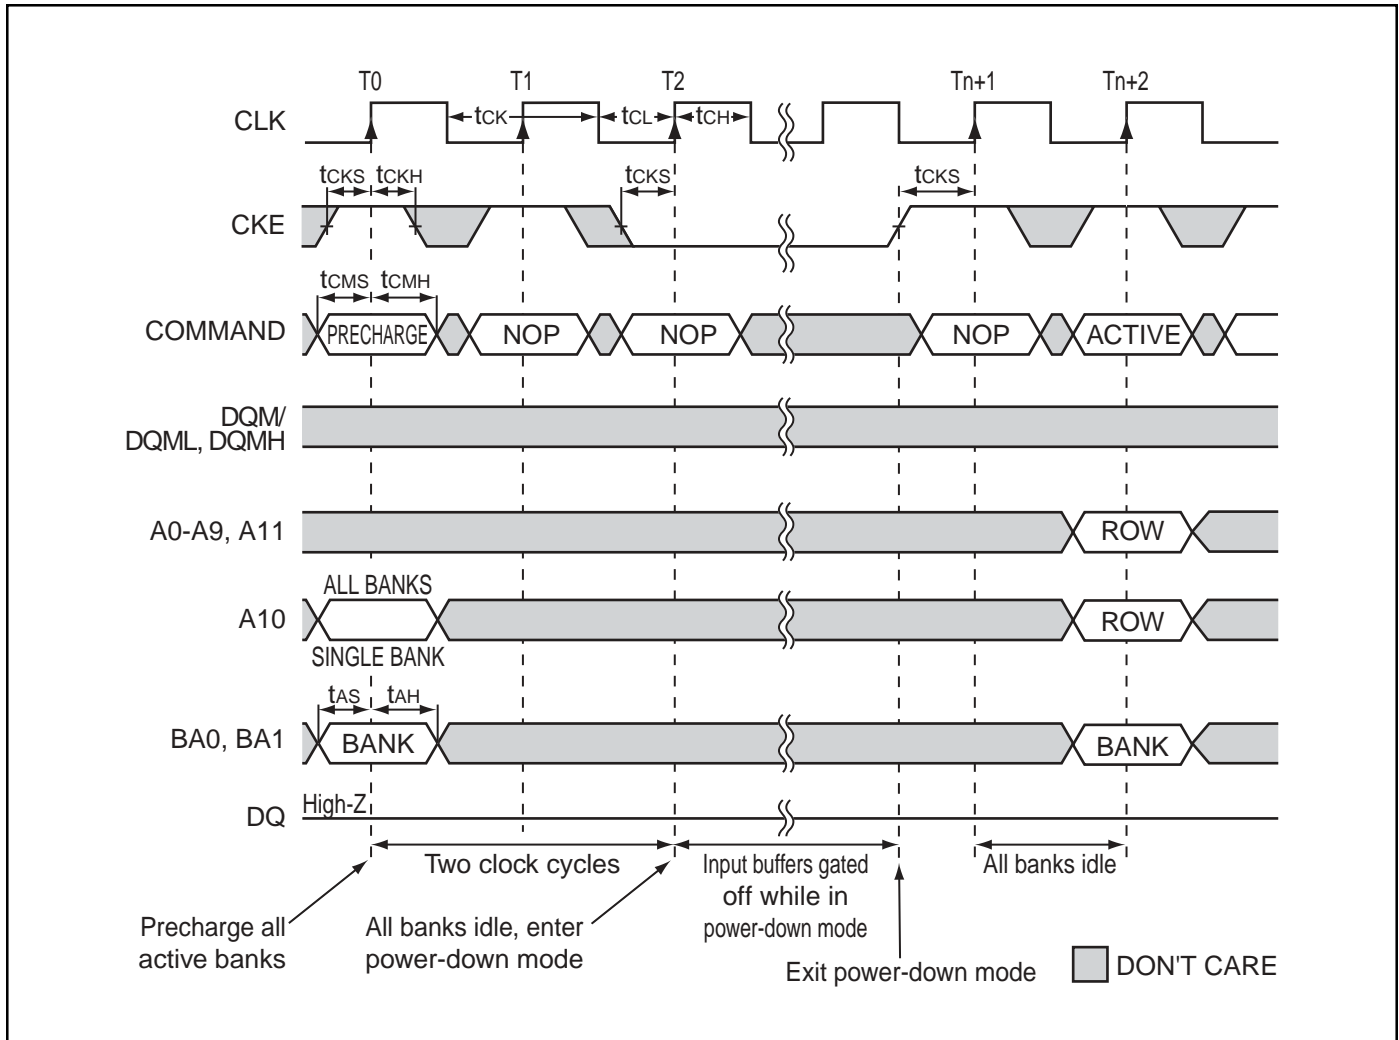 T0 T1 T2 Tn+1 Tn+2
CLK tCK tCL tCH
tCKS tCKH tCKS tCKS
CKE
tCMS tCMH
COMMAND PRECHARGE NOP NOP NOP ACTIVE
DQM/
DQML, DQMH
A0-A9, A11 ROW
ALL BANKS
A10 ROW
SINGLE BANK
tAS tAH
BA0, BA1 BANK BANK
DQ High-Z
Two clock cycles
Input buffers gated
off while in
power-down mode
All banks idle
Precharge all
active banks
All banks idle, enter
power-down mode
Exit power-down mode
DON'T CARE